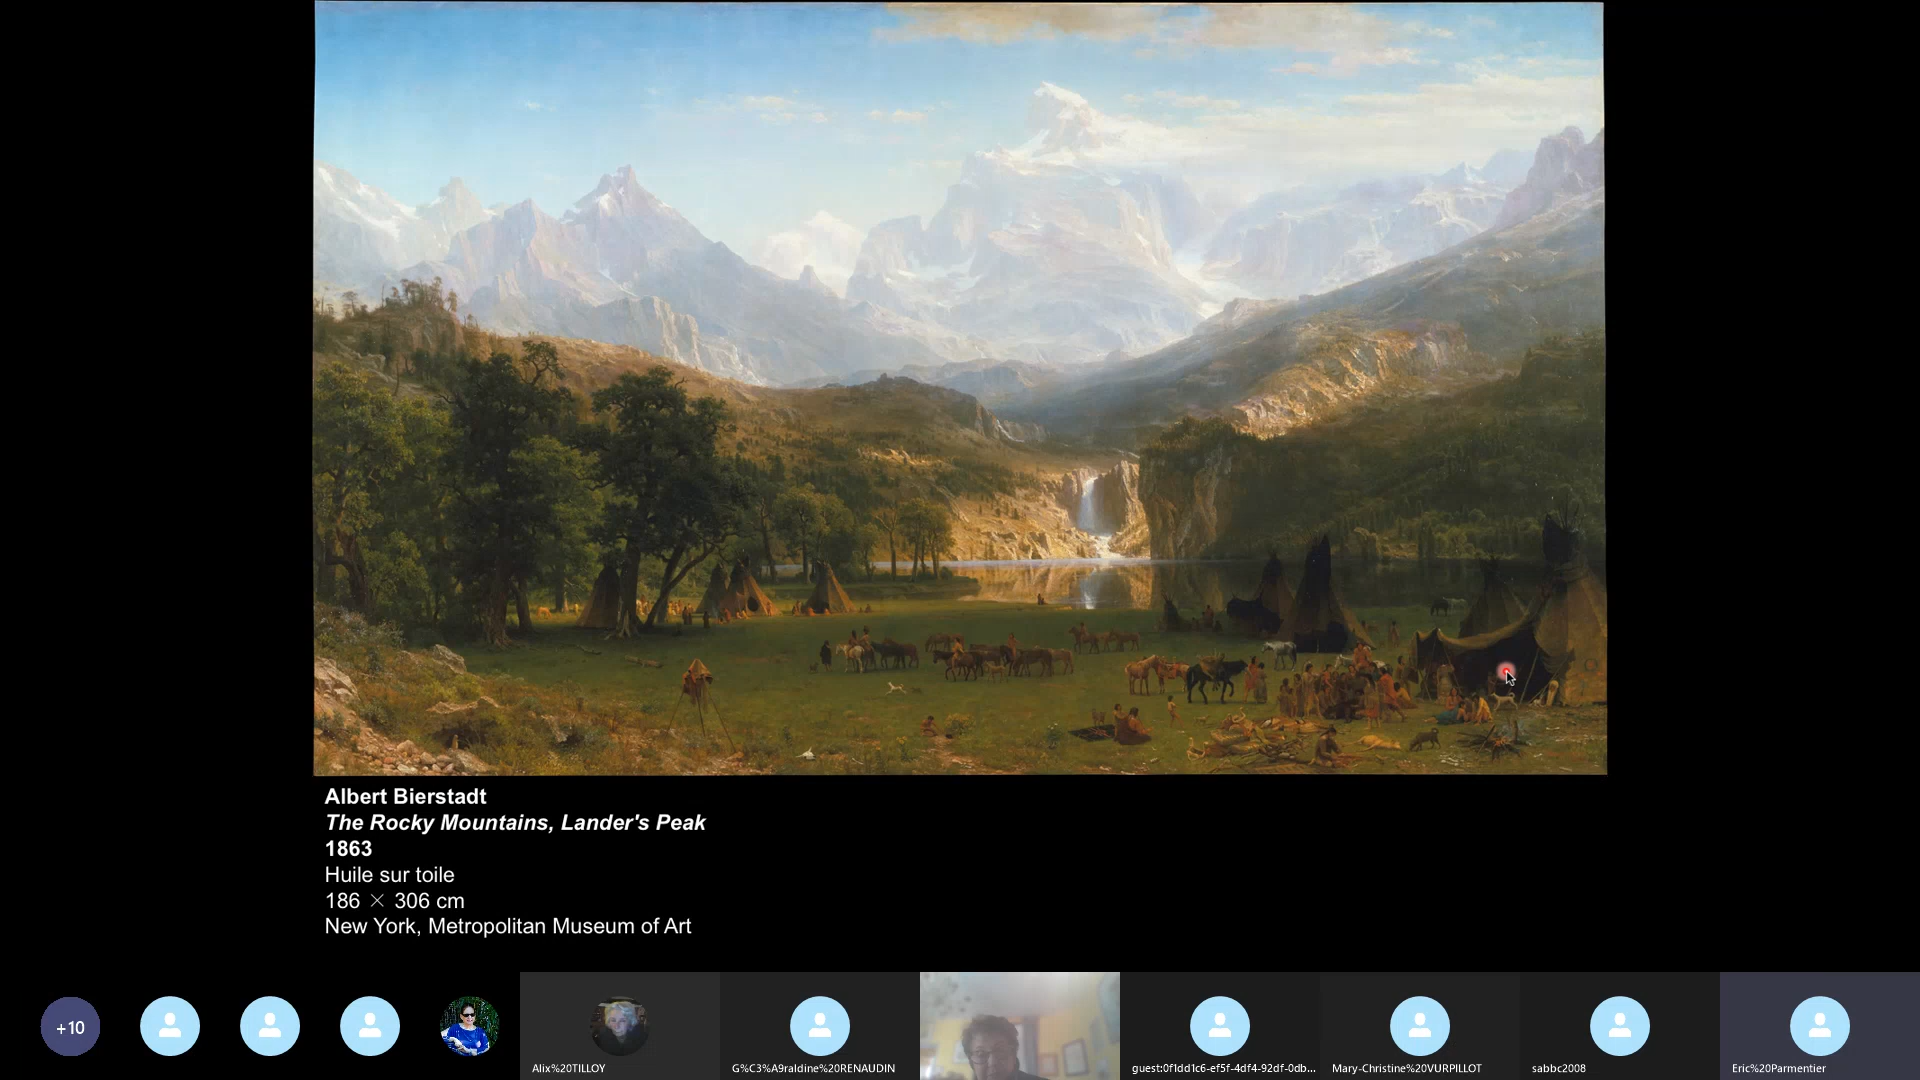 Albert Bierstadt
The Rocky Mountains, Lander's Peak
1863
Huile sur toile
186 × 306 cm
New York, Metropolitan Museum of Art
+10
Alix%20TILLOY
G%C3%A9raldine%20RENAUDIN
guest:0f1dd1c6-ef5f-4df4-92df-0db...
Mary-Christine%20VURPILLOT
sabbc2008
Eric%20Parmentier